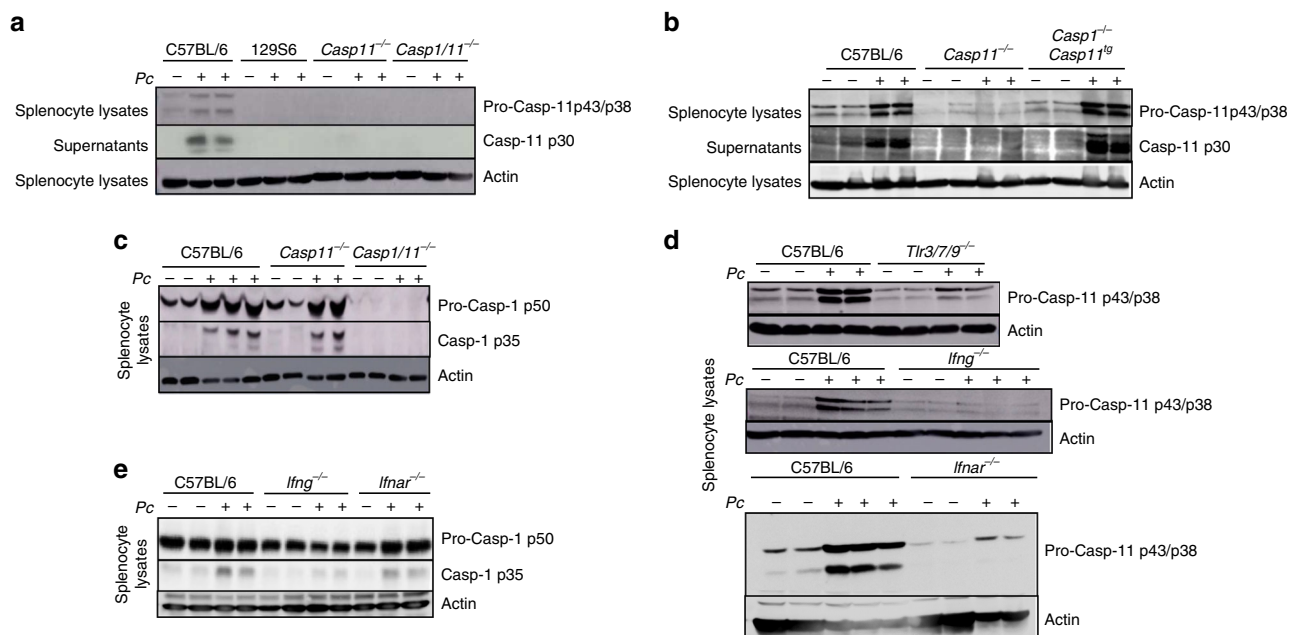 a
C57BL/6 129S6 Casp11–/– Casp1/11–/–
Pc – + + – + + – + + – + +
Splenocyte lysates Pro-Casp-11p43/p38
Supernatants Casp-11 p30
Splenocyte lysates Actin
b
Casp1–/–
C57BL/6 Casp11–/– Casp11tg
– – + + – – + + – – + +
Splenocyte lysates Pro-Casp-11p43/p38
Supernatants Casp-11 p30
Splenocyte lysates Actin
c
C57BL/6 Casp11–/– Casp1/11–/–
Pc – – + + + – – + + – – + +
Splenocyte lysates
Pro-Casp-1 p50
Casp-1 p35
Actin
d
Splenocyte lysates
C57BL/6 Tlr3/7/9–/–
Pc – – + + – – + +
Pro-Casp-11 p43/p38
Actin
C57BL/6 Ifng–/–
Pc – – + + + – – + + +
Pro-Casp-11 p43/p38
Actin
C57BL/6 Ifnar–/–
Pc – – + + + – – + +
Pro-Casp-11 p43/p38
Actin
e
C57BL/6 Ifng–/– Ifnar–/–
Pc – – + + – – + + – + +
Splenocyte lysates
Pro-Casp-1 p50
Casp-1 p35
Actin